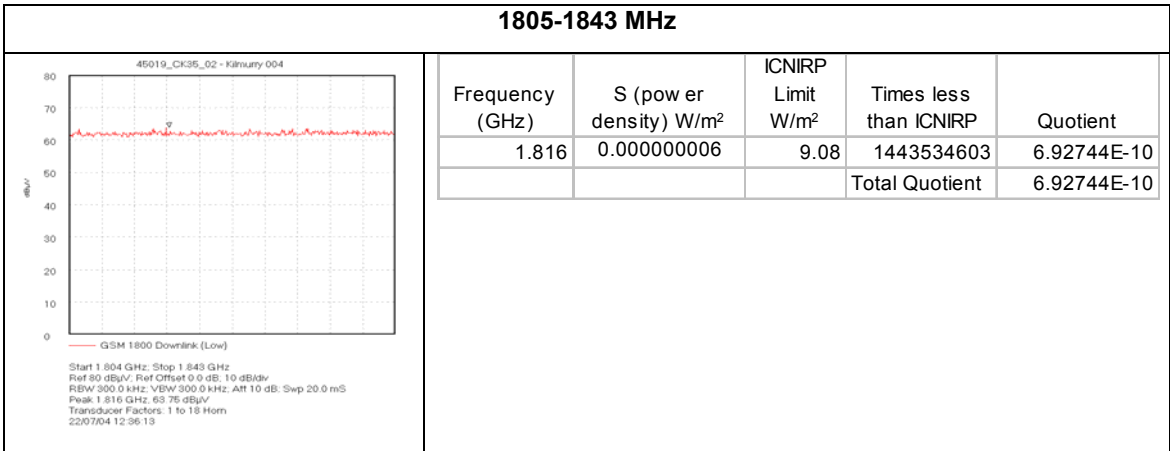 1805-1843 MHz
45019_CK35_02 - Kilmurry 004
80
70
60
50
40
30
20
10
0
dBµV
GSM 1800 Downlink (Low)
Start 1.804 GHz; Stop 1.843 GHz
Ref 80 dBµV; Ref Offset 0.0 dB; 10 dB/div
RBW 300.0 kHz; VBW 300.0 kHz; Att 10 dB; Swp 20.0 mS
Peak 1.816 GHz, 63.75 dBµV
Transducer Factors: 1 to 18 Horn
22/07/04 12:36:13
Frequency (GHz) S (pow er density) W/m² ICNIRP Limit W/m² Times less than ICNIRP Quotient
1.816 0.000000006 9.08 1443534603 6.92744E-10
Total Quotient 6.92744E-10